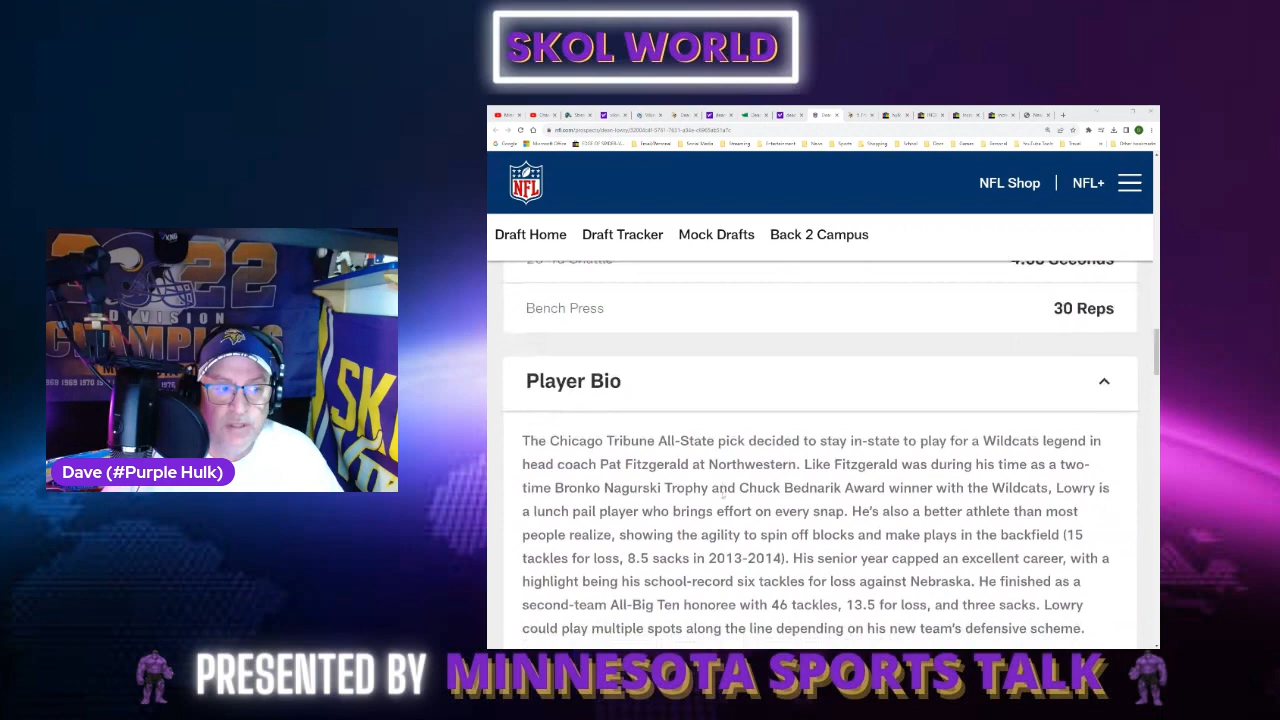 SKOL WORLD
NFL
NFL Shop
NFL+
Draft Home
Draft Tracker
Mock Drafts
Back 2 Campus
Bench Press
30 Reps
Player Bio
The Chicago Tribune All-State pick decided to stay in-state to play for a Wildcats legend in
head coach Pat Fitzgerald at Northwestern. Like Fitzgerald was during his time as a two-
time Bronko Nagurski Trophy and Chuck Bednarik Award winner with the Wildcats, Lowry is
a lunch pail player who brings effort on every snap. He's also a better athlete than most
people realize, showing the agility to spin off blocks and make plays in the backfield (15
tackles for loss, 8.5 sacks in 2013-2014). His senior year capped an excellent career, with a
highlight being his school-record six tackles for loss against Nebraska. He finished as a
second-team All-Big Ten honoree with 46 tackles, 13.5 for loss, and three sacks. Lowry
could play multiple spots along the line depending on his new team's defensive scheme.
22
DIVISION
SK
Dave (#Purple Hulk)
PRESENTED BY MINNESOTA SPORTS TALK